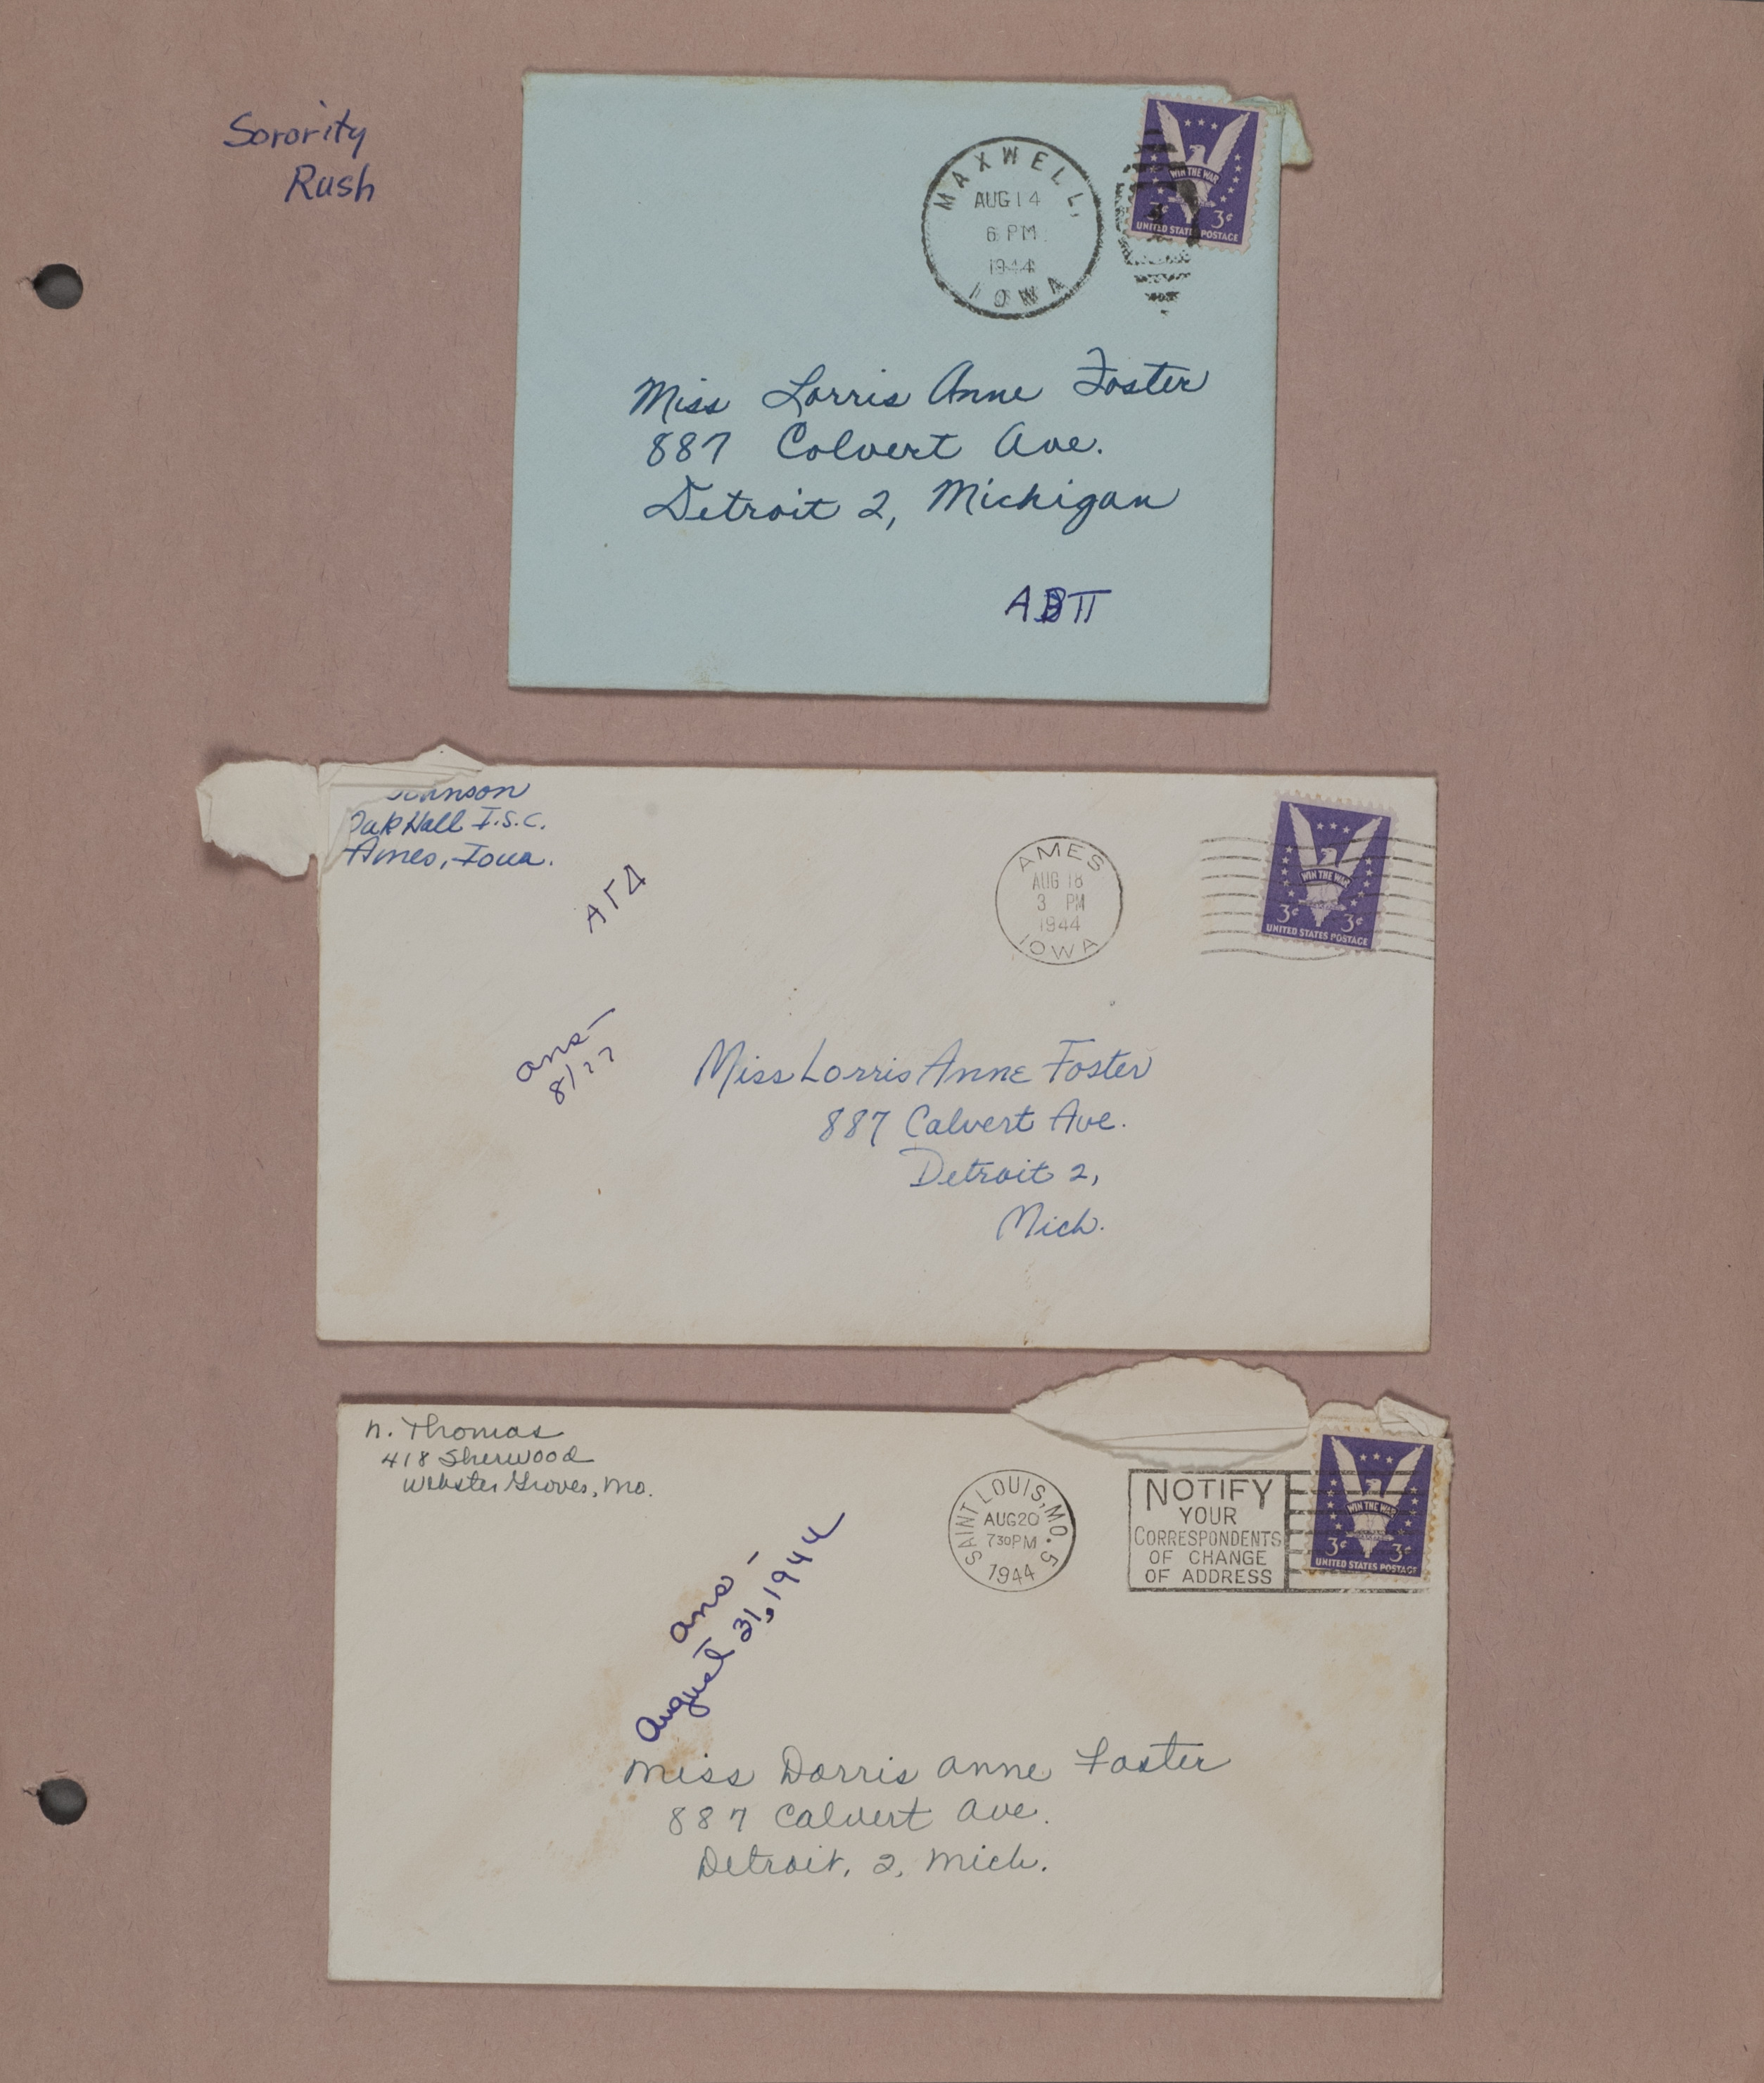 Sorority
Rush
MAXWELL,
AUG 14
6 PM
1944
IOWA
WIN THE WAR
3¢ 3¢
UNITED STATES POSTAGE
Miss Lorris Anne Foster
887 Colvert Ave.
Detroit 2, Michigan
ABΠ
Oak Hall I.S.C.
Ames, Iowa.
AΓΔ
AMES
AUG 18
3 PM
1944
IOWA
WIN THE WAR
3¢ 3¢
UNITED STATES POSTAGE
ans-
8/27
Miss Lorris Anne Foster
887 Calvert Ave.
Detroit 2,
Mich.
N. Thomas
418 Sherwood
Webster Groves, Mo.
SAINT LOUIS, MO. 5
AUG 20
730 PM
1944
NOTIFY
YOUR
CORRESPONDENTS
OF CHANGE
OF ADDRESS
WIN THE WAR
3¢ 3¢
UNITED STATES POSTAGE
ans-
August 31, 1944
Miss Dorris Anne Foster
887 Calvert Ave.
Detroit, 2, Mich.